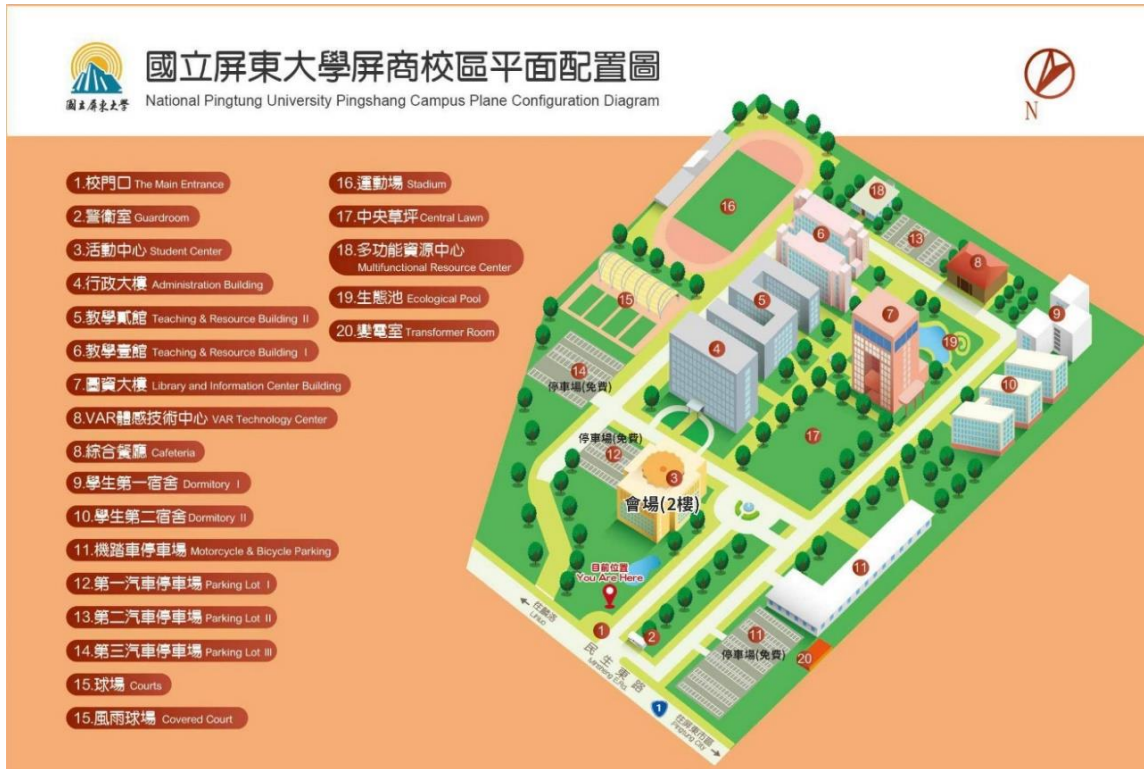 國立屏東大學
國立屏東大學屏商校區平面配置圖
National Pingtung University Pingshang Campus Plane Configuration Diagram
N
1.校門口 The Main Entrance
2.警衛室 Guardroom
3.活動中心 Student Center
4.行政大樓 Administration Building
5.教學貳館 Teaching & Resource Building II
6.教學壹館 Teaching & Resource Building I
7.圖資大樓 Library and Information Center Building
8.VAR體感技術中心 VAR Technology Center
8.綜合餐廳 Cafeteria
9.學生第一宿舍 Dormitory I
10.學生第二宿舍 Dormitory II
11.機踏車停車場 Motorcycle & Bicycle Parking
12.第一汽車停車場 Parking Lot I
13.第二汽車停車場 Parking Lot II
14.第三汽車停車場 Parking Lot III
15.球場 Courts
15.風雨球場 Covered Court
16.運動場 Stadium
17.中央草坪 Central Lawn
18.多功能資源中心
Multifunctional Resource Center
19.生態池 Ecological Pool
20.變電室 Transformer Room
16
18
13
6
8
15
5
7
9
19
4
14
停車場(免費)
10
停車場(免費)
12
3
17
會場(2樓)
目前位置
You Are Here
11
往麟洛
Linluo
1
2
11
停車場(免費)
20
民生東路
Minsheng E.Rd.
1
往屏東市區
Pingtung City